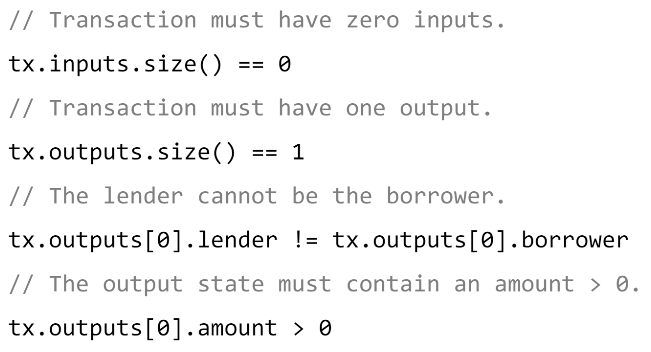 // Transaction must have zero inputs.
tx.inputs.size() == 0
// Transaction must have one output.
tx.outputs.size() == 1
// The lender cannot be the borrower.
tx.outputs[0].lender != tx.outputs[0].borrower
// The output state must contain an amount > 0.
tx.outputs[0].amount > 0